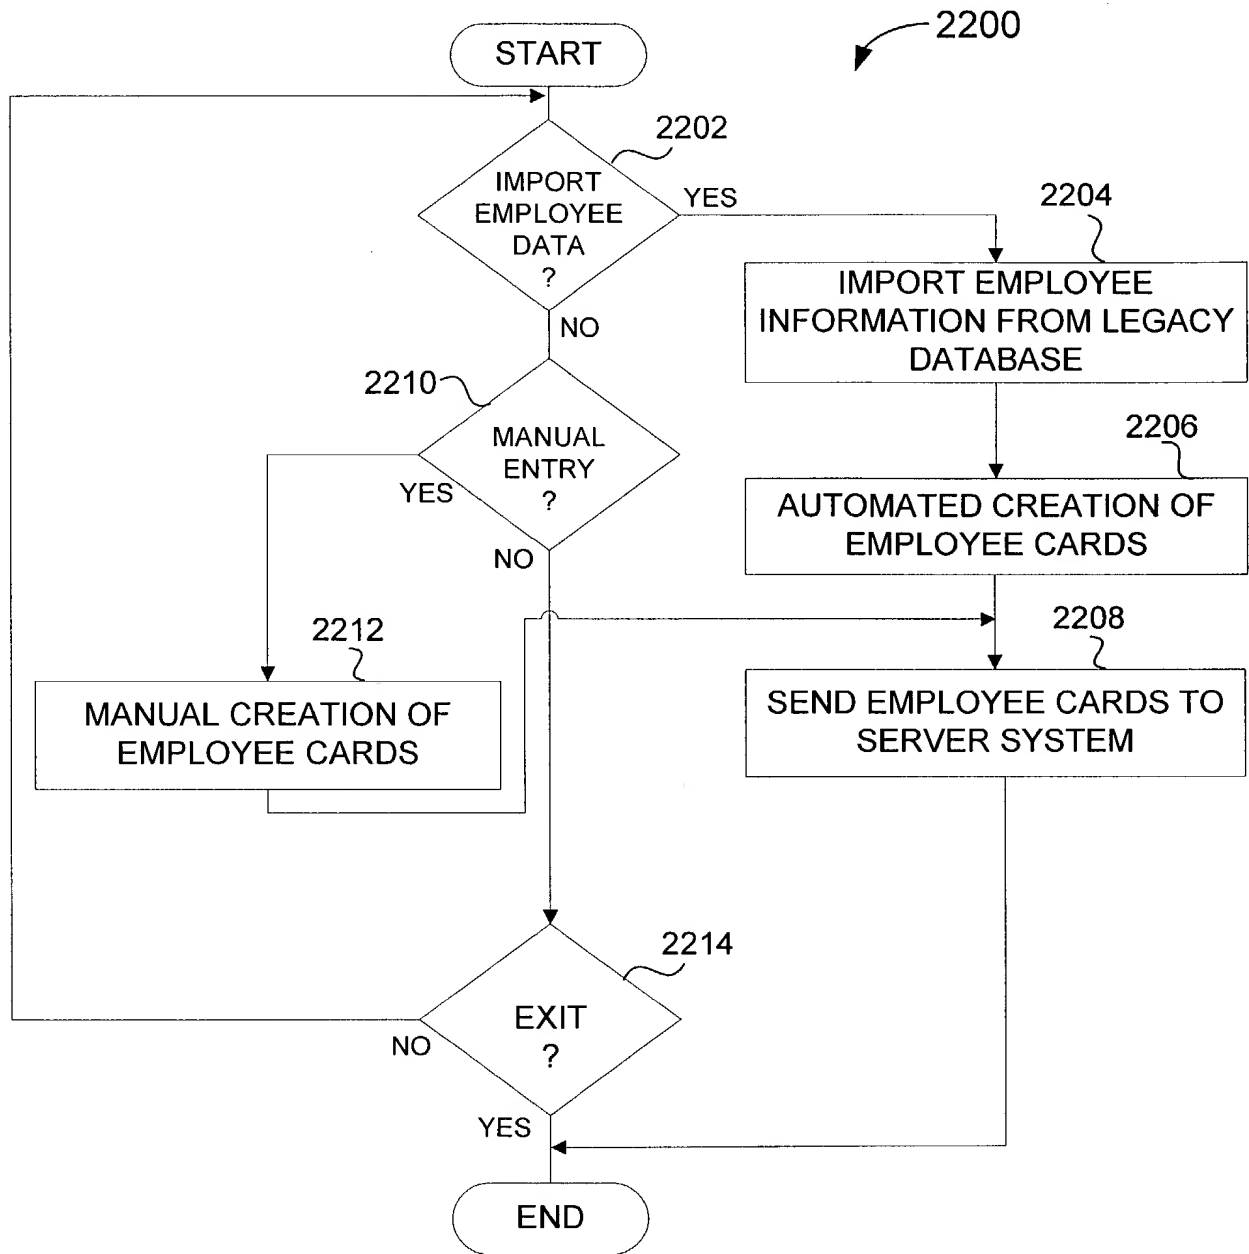 START
2200
2202
IMPORT
EMPLOYEE
DATA
?
YES
NO
2204
IMPORT EMPLOYEE
INFORMATION FROM LEGACY
DATABASE
2210
MANUAL
ENTRY
?
YES
NO
2206
AUTOMATED CREATION OF
EMPLOYEE CARDS
2212
MANUAL CREATION OF
EMPLOYEE CARDS
2208
SEND EMPLOYEE CARDS TO
SERVER SYSTEM
2214
EXIT
?
NO
YES
END